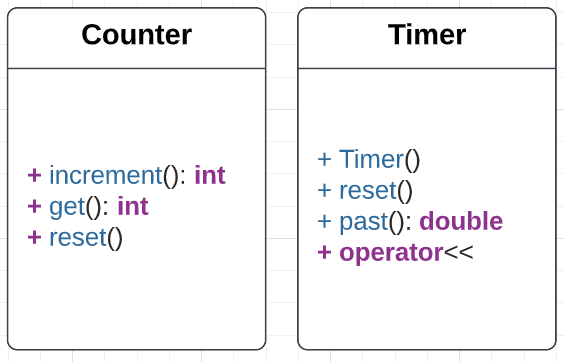 Counter
+ increment(): int
+ get(): int
+ reset()
Timer
+ Timer()
+ reset()
+ past(): double
+ operator<<